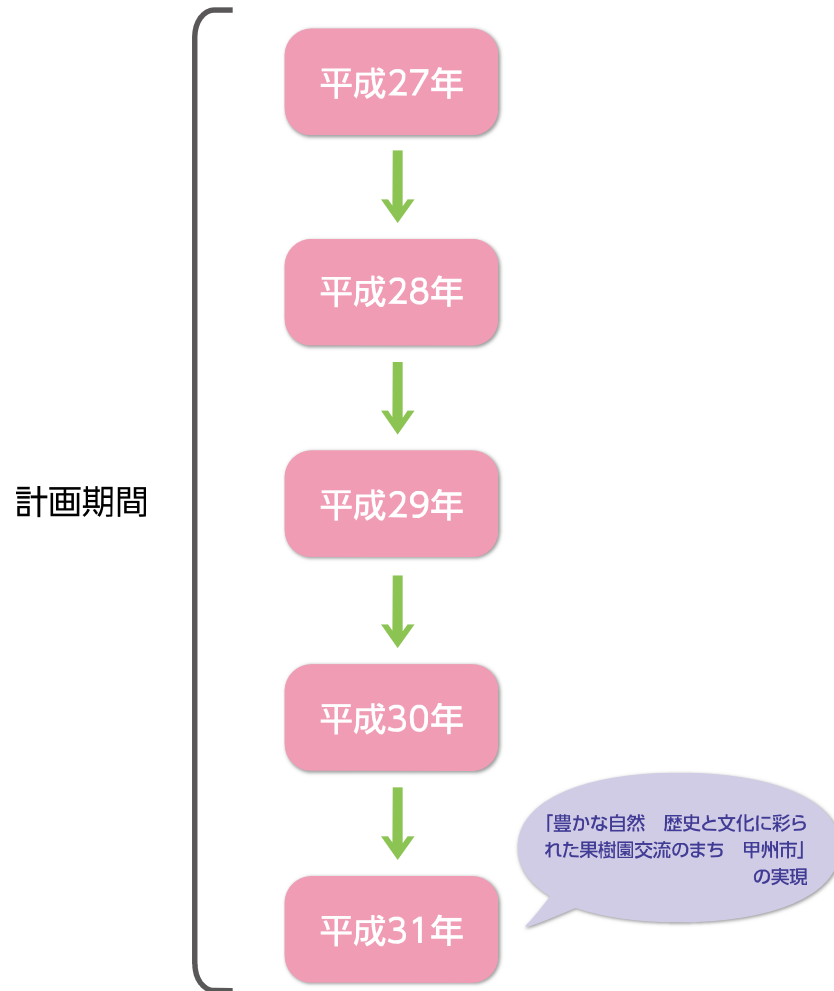 平成27年
平成28年
平成29年
計画期間
平成30年
「豊かな自然　歴史と文化に彩ら
れた果樹園交流のまち　甲州市」
の実現
平成31年